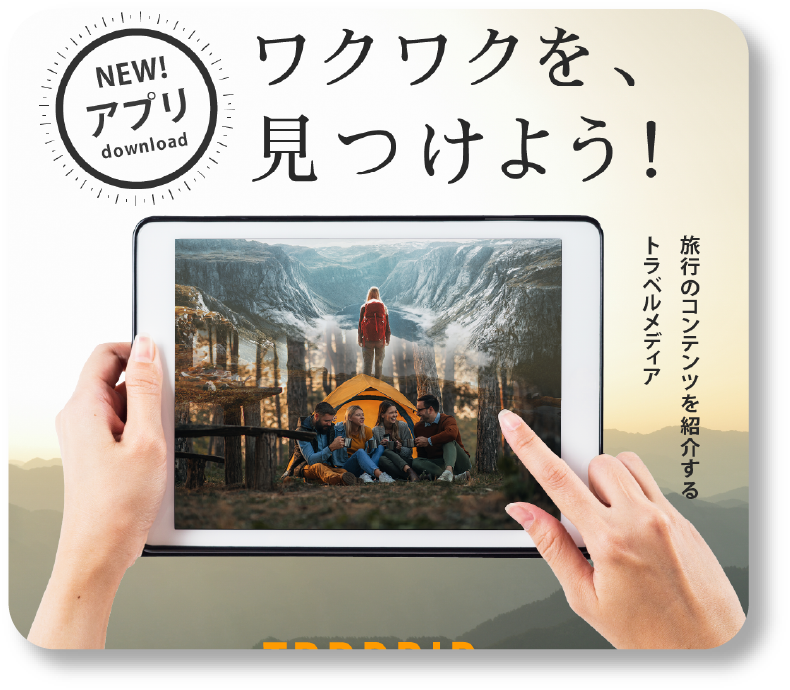 NEW!
アプリ
download
ワクワクを、
見つけよう!
旅行のコンテンツを紹介する
トラベルメディア